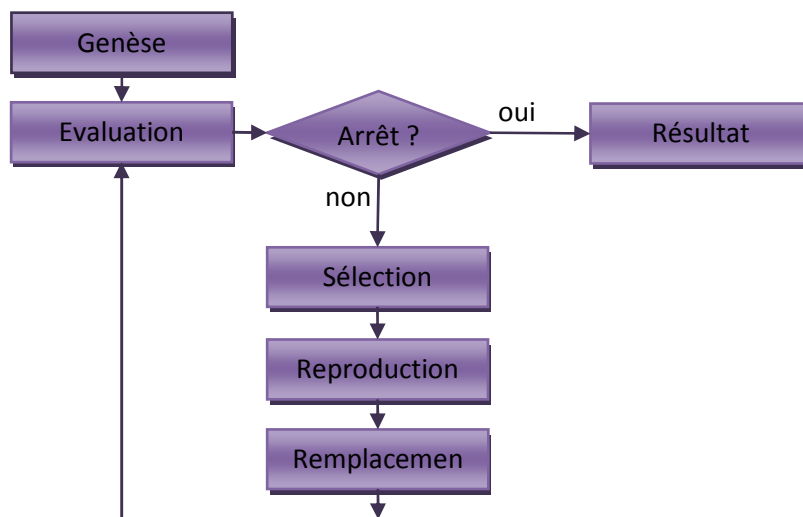 Genèse
Evaluation
Arrêt ?
oui
Résultat
non
Sélection
Reproduction
Remplacemen